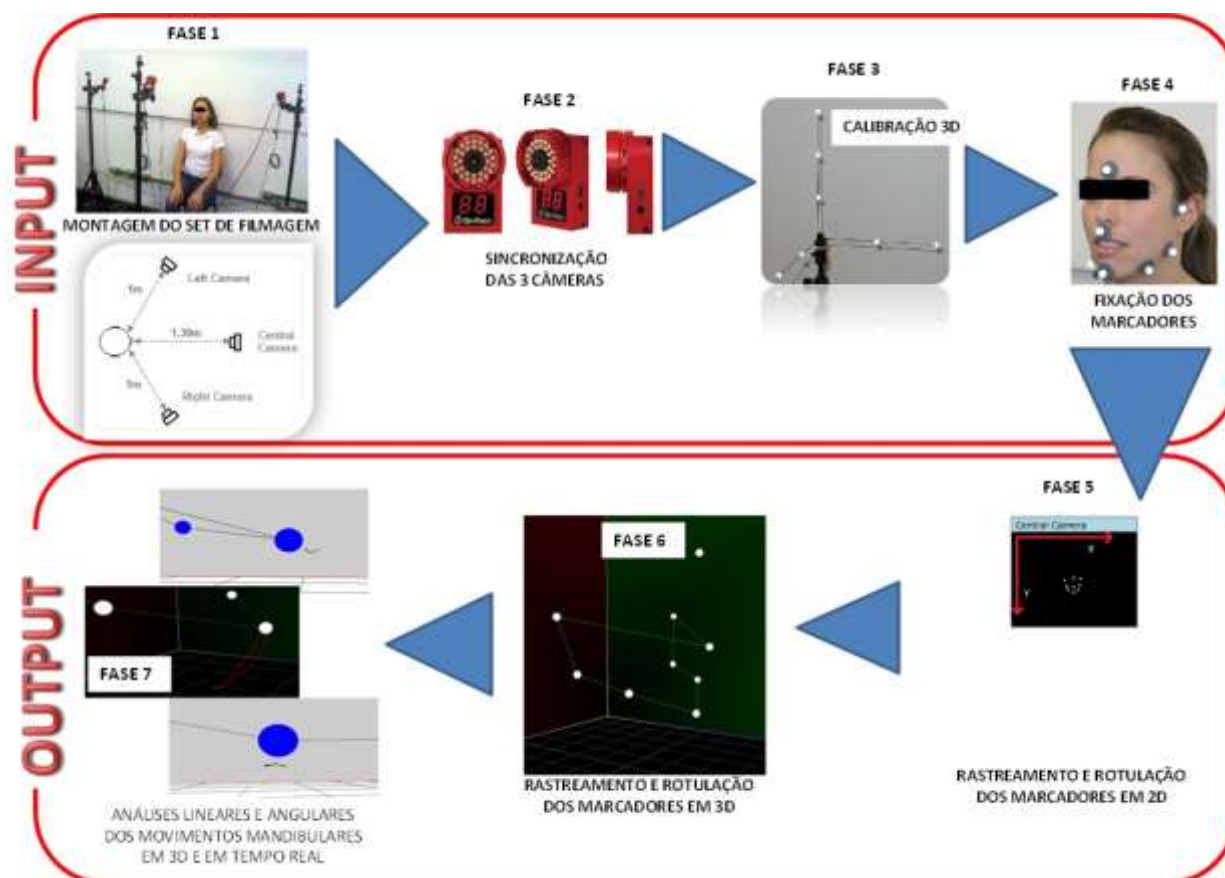 INPUT
FASE 1
MONTAGEM DO SET DE FILMAGEM
Left Camera
1m
1.30m
Central
Camera
Right Camera
FASE 2
88
88
SINCRONIZAÇÃO
DAS 3 CÂMERAS
FASE 3
CALIBRAÇÃO 3D
FASE 4
FIXAÇÃO DOS
MARCADORES
OUTPUT
FASE 5
Central Camera
X
Y
RASTREAMENTO E ROTULAÇÃO
DOS MARCADORES EM 2D
FASE 6
RASTREAMENTO E ROTULAÇÃO
DOS MARCADORES EM 3D
FASE 7
ANÁLISES LINEARES E ANGULARES
DOS MOVIMENTOS MANDIBULARES
EM 3D E EM TEMPO REAL